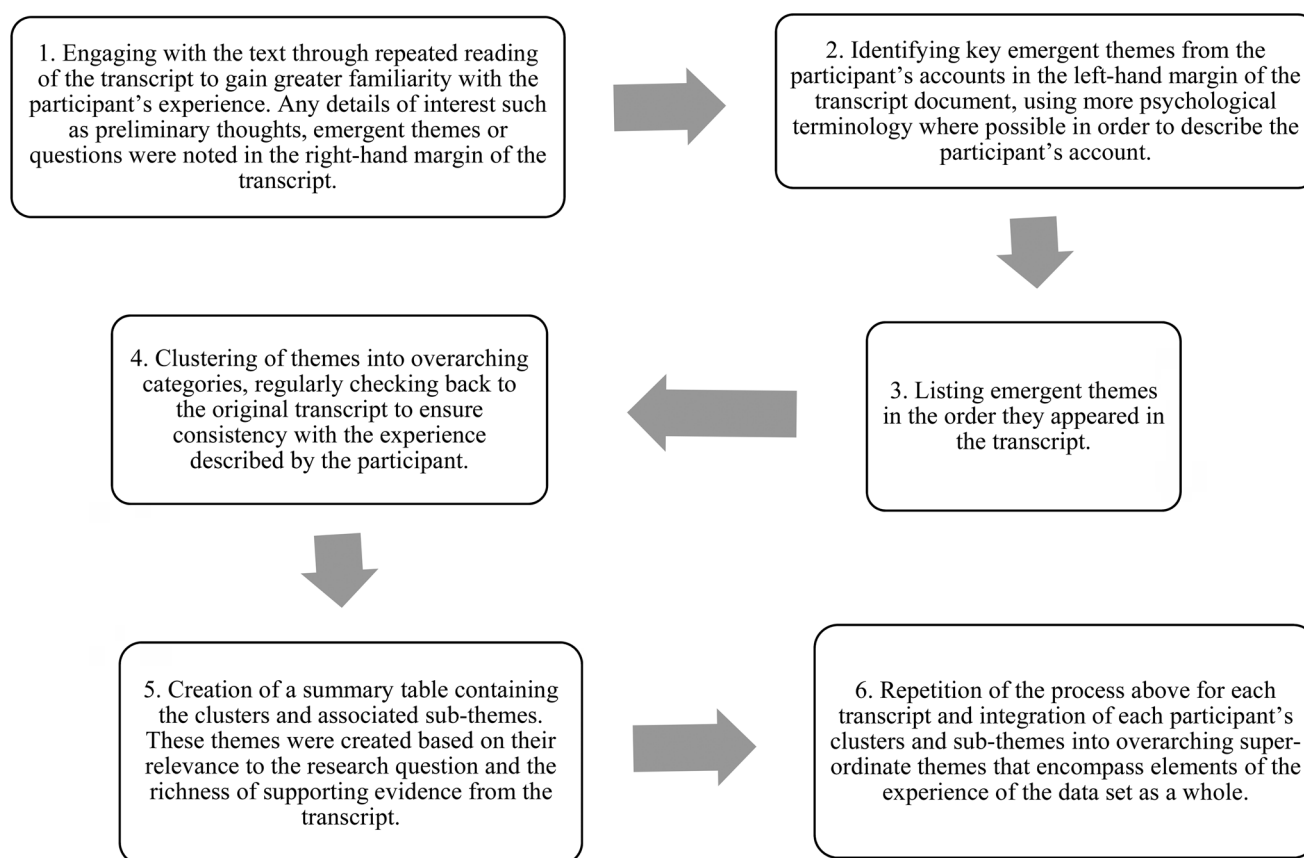 1. Engaging with the text through repeated reading
of the transcript to gain greater familiarity with the
participant’s experience. Any details of interest such
as preliminary thoughts, emergent themes or
questions were noted in the right-hand margin of the
transcript.
2. Identifying key emergent themes from the
participant’s accounts in the left-hand margin of the
transcript document, using more psychological
terminology where possible in order to describe the
participant’s account.
3. Listing emergent themes
in the order they appeared in
the transcript.
4. Clustering of themes into overarching
categories, regularly checking back to
the original transcript to ensure
consistency with the experience
described by the participant.
5. Creation of a summary table containing
the clusters and associated sub-themes.
These themes were created based on their
relevance to the research question and the
richness of supporting evidence from the
transcript.
6. Repetition of the process above for each
transcript and integration of each participant’s
clusters and sub-themes into overarching super-
ordinate themes that encompass elements of the
experience of the data set as a whole.